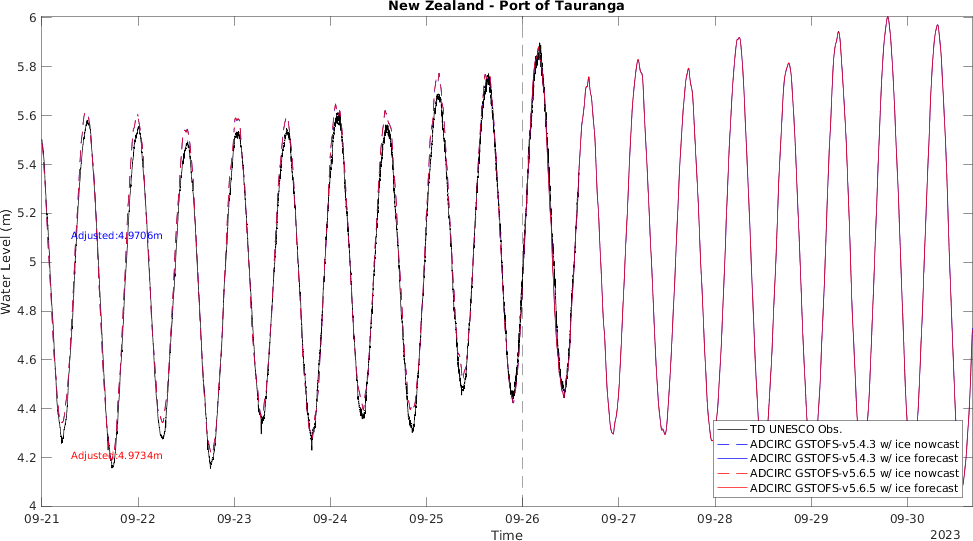 New Zealand - Port of Tauranga
6
5.8
5.6
5.4
5.2
5
4.8
4.6
4.4
4.2
4
Water Level (m)
Adjusted:4.9706m
Adjusted:4.9734m
TD UNESCO Obs.
ADCIRC GSTOFS-v5.4.3 w/ ice nowcast
ADCIRC GSTOFS-v5.4.3 w/ ice forecast
ADCIRC GSTOFS-v5.6.5 w/ ice nowcast
ADCIRC GSTOFS-v5.6.5 w/ ice forecast
09-21 09-22 09-23 09-24 09-25 09-26 09-27 09-28 09-29 09-30
Time
2023